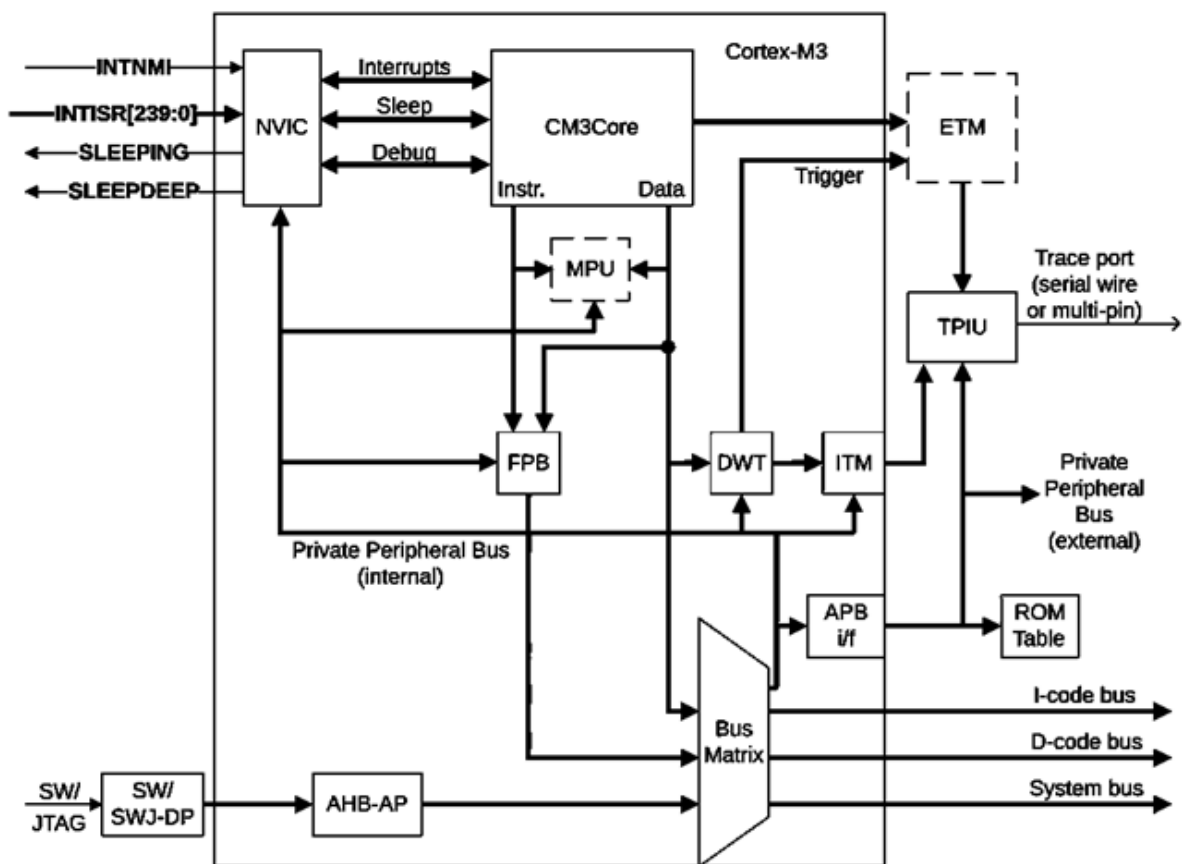 Cortex-M3
INTNMI
INTISR[239:0]
SLEEPING
SLEEPDEEP
NVIC
Interrupts
Sleep
Debug
CM3Core
Instr.
Data
ETM
Trigger
MPU
Trace port
(serial wire
or multi-pin)
TPIU
FPB
DWT
ITM
Private
Peripheral
Bus
(external)
Private Peripheral Bus
(internal)
APB
i/f
ROM
Table
Bus
Matrix
I-code bus
D-code bus
System bus
SW/
JTAG
SW/
SWJ-DP
AHB-AP